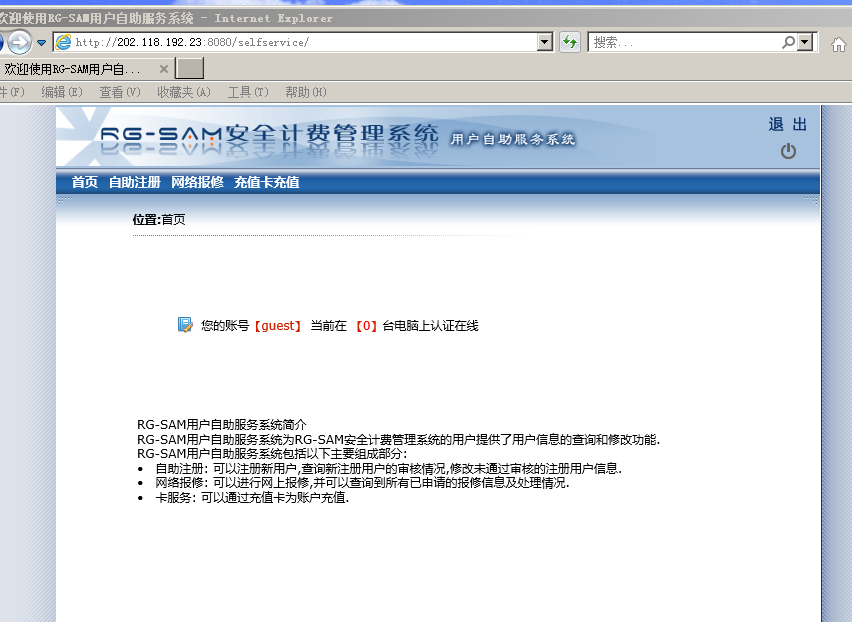 欢迎使用RG-SAM用户自助服务系统 - Internet Explorer
http://202.118.192.23:8080/selfservice/
搜索...
欢迎使用RG-SAM用户自...
件(F) 编辑(E) 查看(V) 收藏夹(A) 工具(T) 帮助(H)
RG-SAM安全计费管理系统 用户自助服务系统
退 出
首页 自助注册 网络报修 充值卡充值
位置:首页
您的账号【guest】 当前在 【0】台电脑上认证在线
RG-SAM用户自助服务系统简介
RG-SAM用户自助服务系统为RG-SAM安全计费管理系统的用户提供了用户信息的查询和修改功能.
RG-SAM用户自助服务系统包括以下主要组成部分:
• 自助注册: 可以注册新用户,查询新注册用户的审核情况,修改未通过审核的注册用户信息.
• 网络报修: 可以进行网上报修,并可以查询到所有已申请的报修信息及处理情况.
• 卡服务: 可以通过充值卡为账户充值.